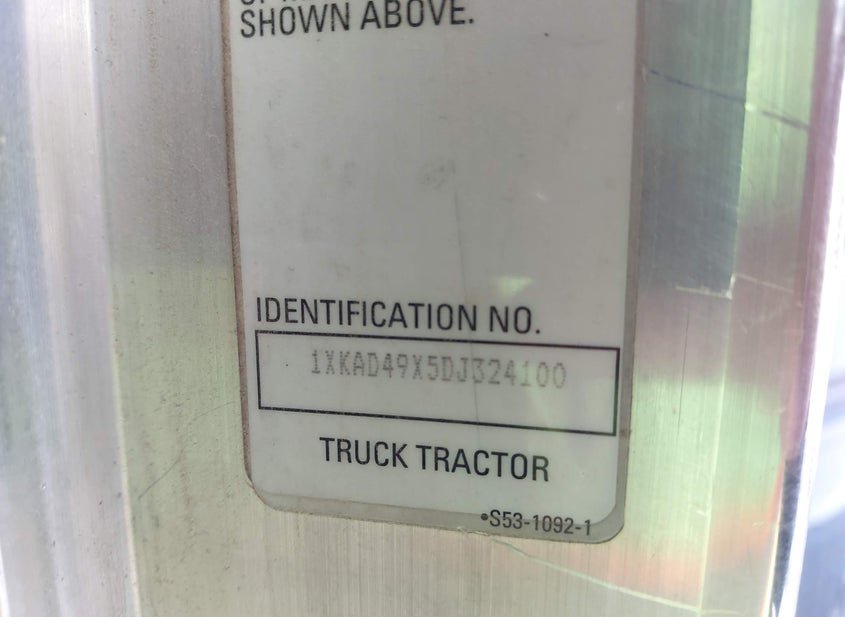 SHOWN ABOVE.
IDENTIFICATION NO.
1XKAD49X5DJ324100
TRUCK TRACTOR
•S53-1092-1